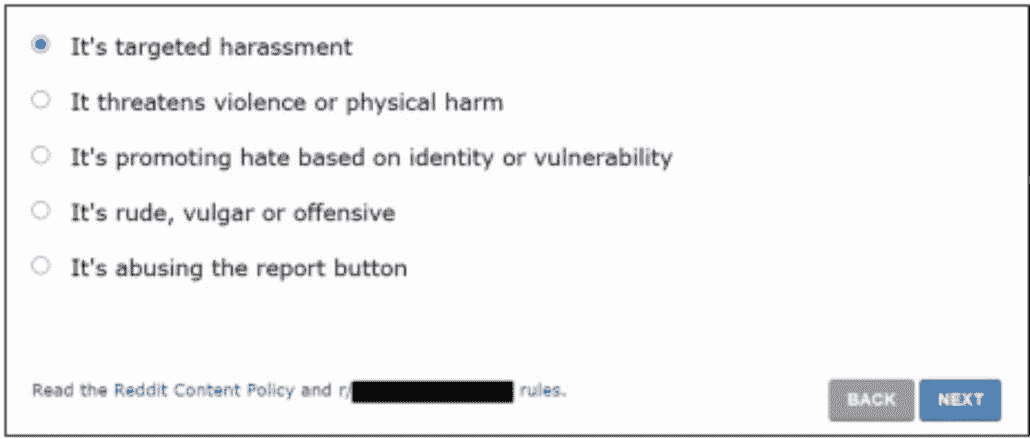 It's targeted harassment
It threatens violence or physical harm
It's promoting hate based on identity or vulnerability
It's rude, vulgar or offensive
It's abusing the report button
Read the Reddit Content Policy and r/ rules.
BACK
NEXT